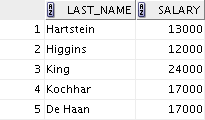 LAST_NAME SALARY
1 Hartstein 13000
2 Higgins 12000
3 King 24000
4 Kochhar 17000
5 De Haan 17000